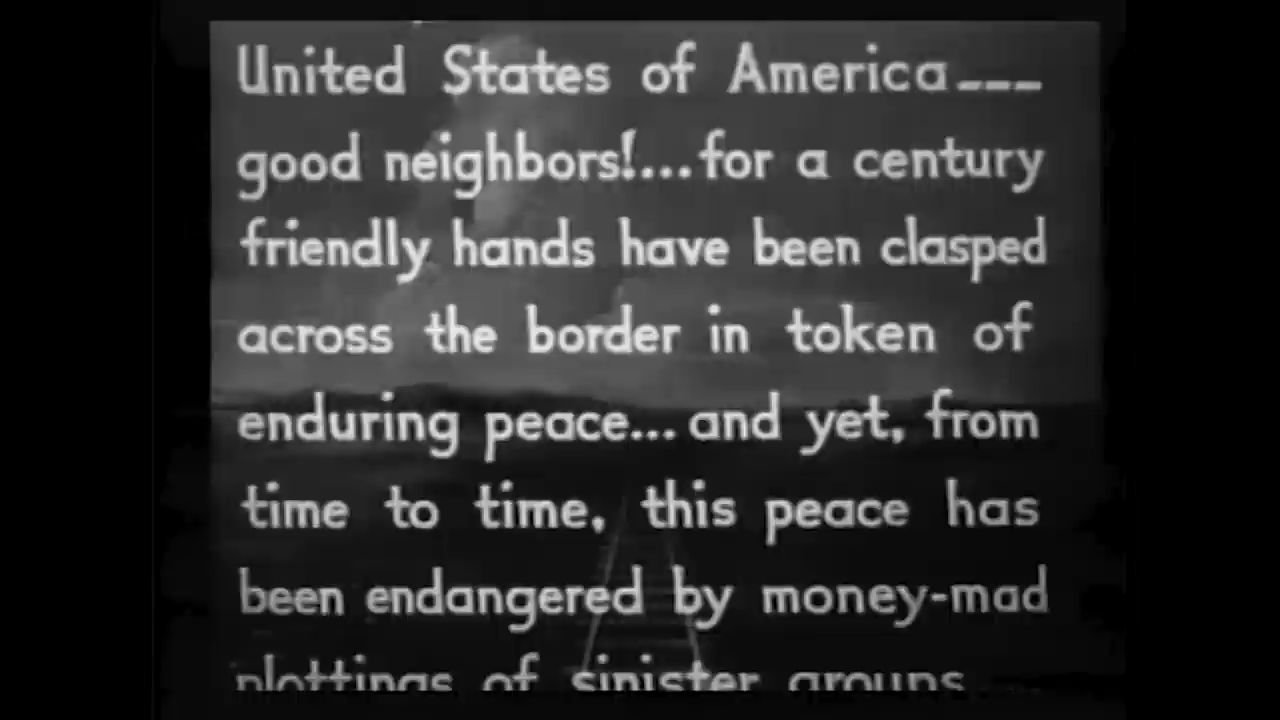 United States of America___
good neighbors!...for a century
friendly hands have been clasped
across the border in token of
enduring peace...and yet, from
time to time, this peace has
been endangered by money-mad
plottings of sinister groups